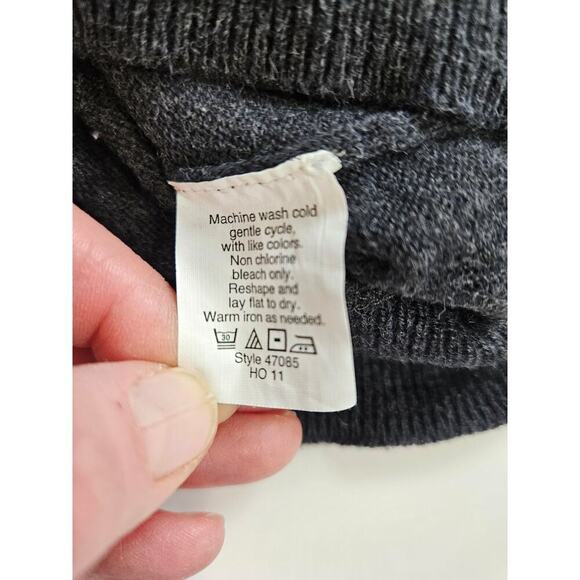 Machine wash cold
gentle cycle,
with like colors.
Non chlorine
bleach only.
Reshape and
lay flat to dry.
Warm iron as needed.
30
Style 47085
HO 11